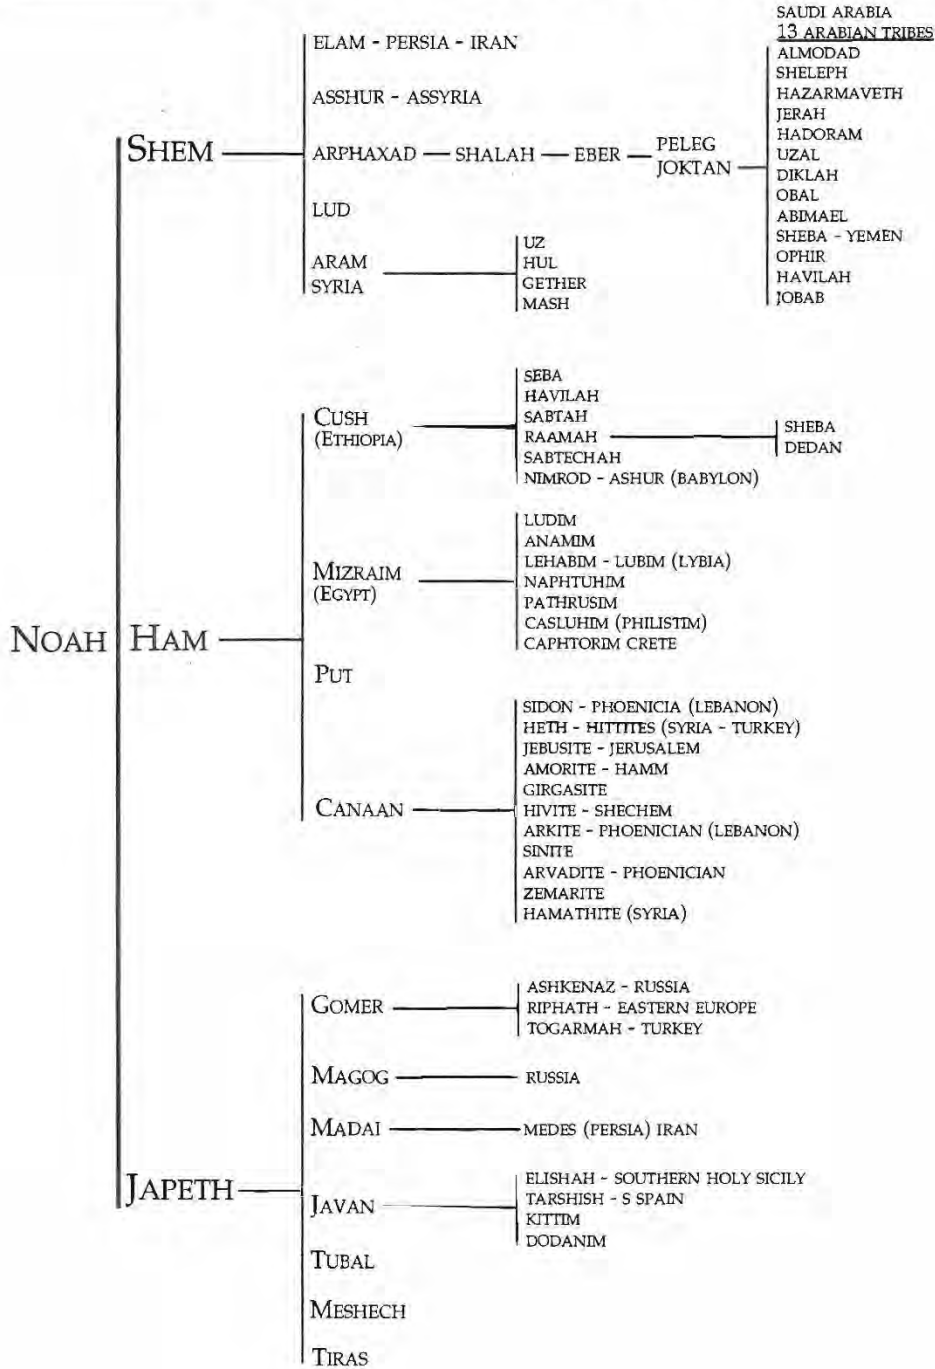 SAUDI ARABIA
13 ARABIAN TRIBES
ELAM - PERSIA - IRAN
ASSHUR - ASSYRIA
SHEM
ARPHAXAD
SHALAH
EBER
PELEG
JOKTAN
LUD
ARAM
SYRIA
UZ
HUL
GETHER
MASH
ALMODAD
SHELEPH
HAZARMAVETH
JERAH
HADORAM
UZAL
DIKLAH
OBAL
ABIMAEL
SHEBA - YEMEN
OPHIR
HAVILAH
JOBAB
NOAH
HAM
CUSH
(ETHIOPIA)
SEBA
HAVILAH
SABTAH
RAAMAH
SABTECHAH
NIMROD - ASHUR (BABYLON)
SHEBA
DEDAN
MIZRAIM
(EGYPT)
LUDIM
ANAMIM
LEHABIM - LUBIM (LYBIA)
NAPHTUHIM
PATHRUSIM
CASLUHIM (PHILISTIM)
CAPHTORIM CRETE
PUT
CANAAN
SIDON - PHOENICIA (LEBANON)
HETH - HITTITES (SYRIA - TURKEY)
JEBUSITE - JERUSALEM
AMORITE - HAMM
GIRGASITE
HIVITE - SHECHEM
ARKITE - PHOENICIAN (LEBANON)
SINITE
ARVADITE - PHOENICIAN
ZEMARITE
HAMATHITE (SYRIA)
JAPETH
GOMER
ASHKENAZ - RUSSIA
RIPHATH - EASTERN EUROPE
TOGARMAH - TURKEY
MAGOG
RUSSIA
MADAI
MEDES (PERSIA) IRAN
JAVAN
ELISHAH - SOUTHERN HOLY SICILY
TARSHISH - S SPAIN
KITTIM
DODANIM
TUBAL
MESHECH
TIRAS